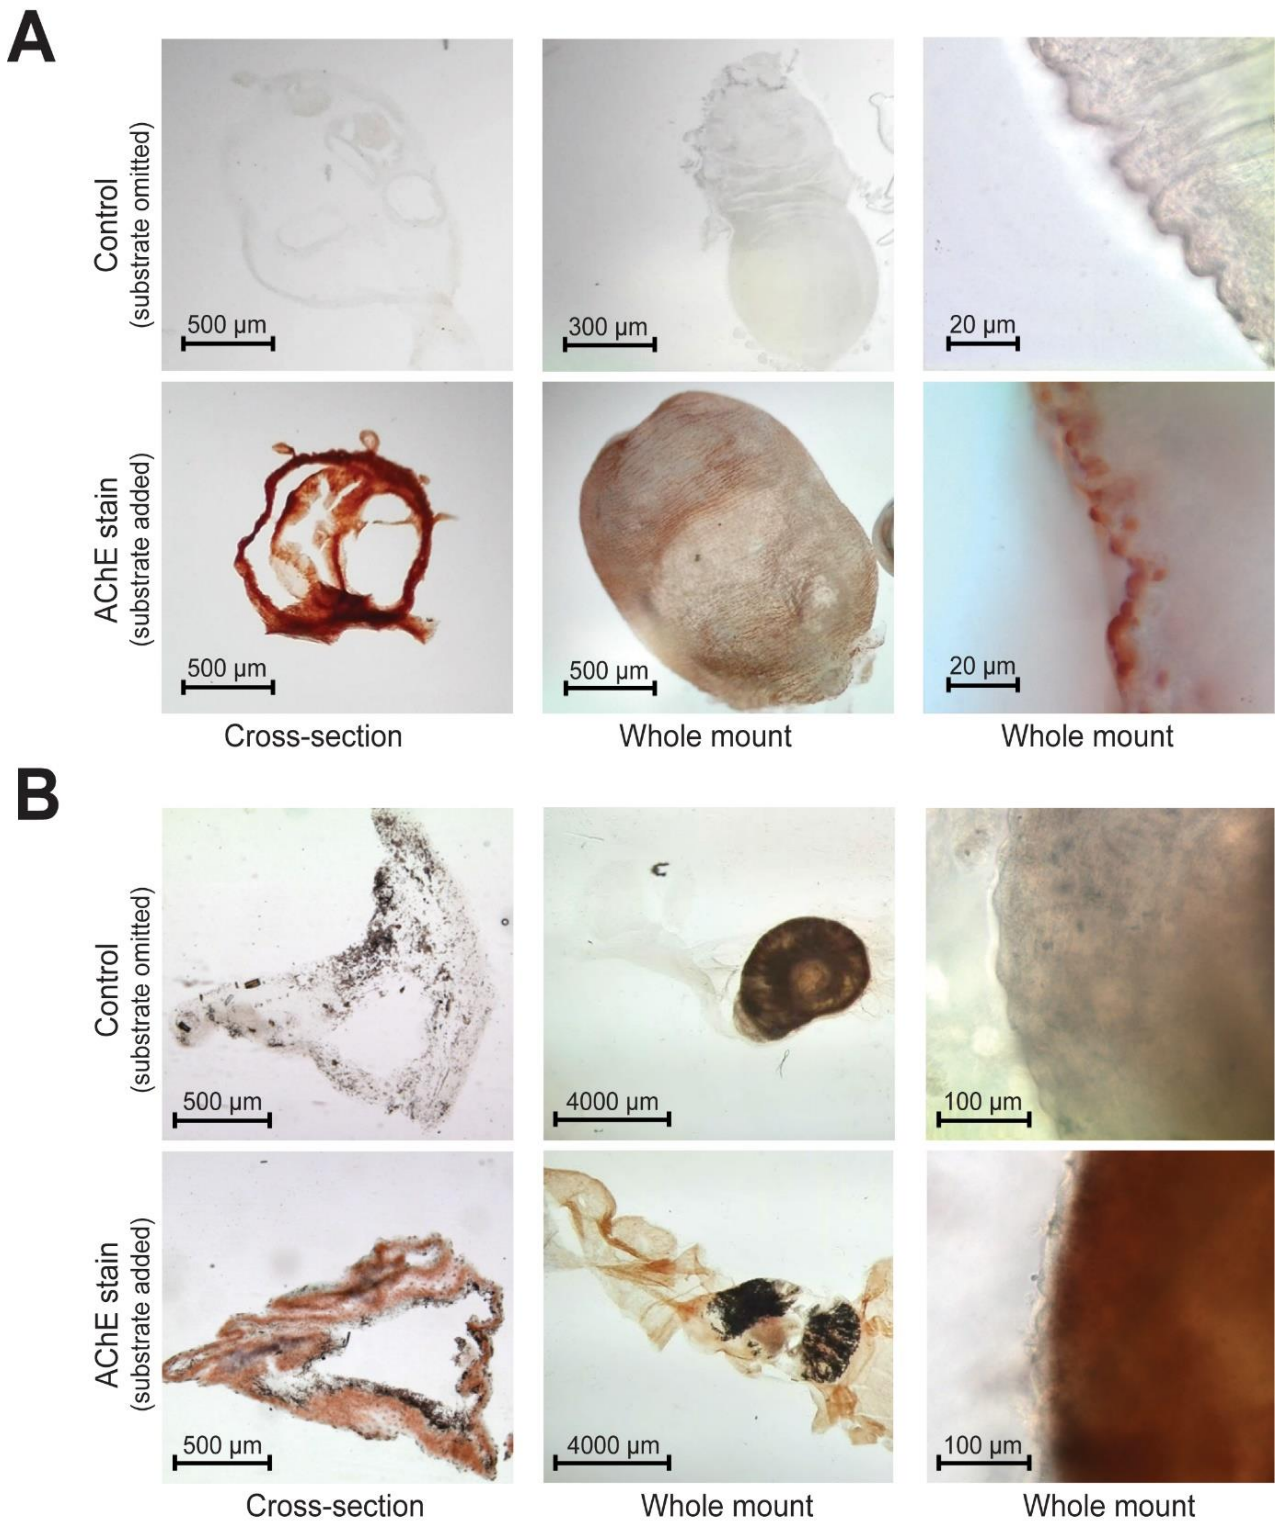 A
Control
(substrate omitted)
500 µm
300 µm
20 µm
AChE stain
(substrate added)
500 µm
500 µm
20 µm
Cross-section
Whole mount
Whole mount
B
Control
(substrate omitted)
500 µm
4000 µm
100 µm
AChE stain
(substrate added)
500 µm
4000 µm
100 µm
Cross-section
Whole mount
Whole mount